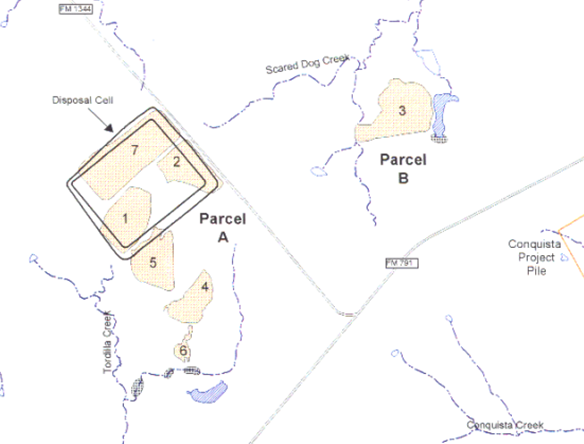 FM 1344
Scared Dog Creek
Disposal Cell
7
2
3
Parcel
B
1
Parcel
A
5
4
6
Tordilla Creek
FM 791
Conquista
Project
Pile
Conquista Creek